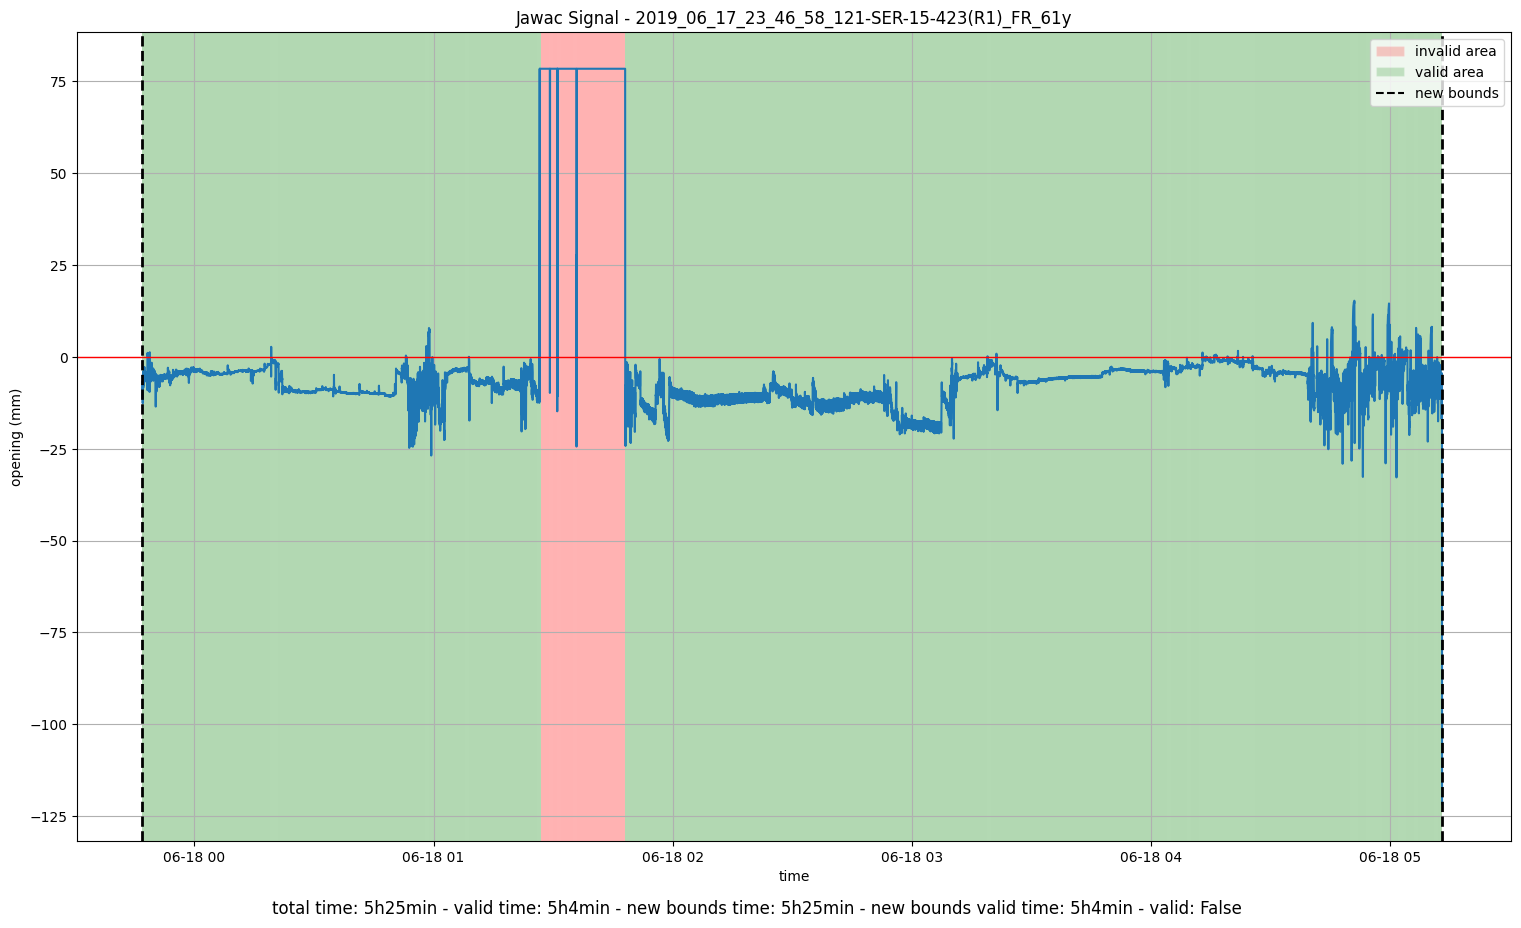 Jawac Signal - 2019_06_17_23_46_58_121-SER-15-423(R1)_FR_61y
invalid area
valid area
new bounds
opening (mm)
75
50
25
0
−25
−50
−75
−100
−125
06-18 00
06-18 01
06-18 02
06-18 03
06-18 04
06-18 05
time
total time: 5h25min - valid time: 5h4min - new bounds time: 5h25min - new bounds valid time: 5h4min - valid: False